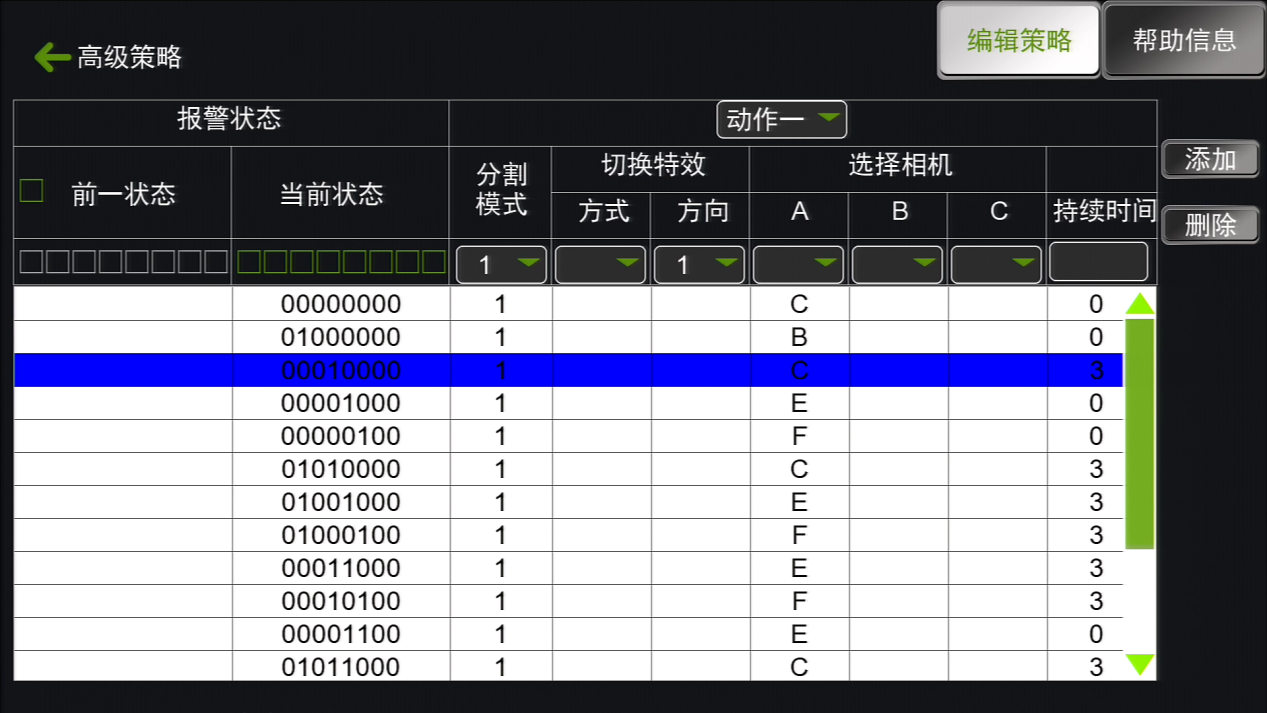 高级策略
编辑策略
帮助信息
报警状态
动作一
添加
前一状态
当前状态
分割
模式
切换特效
选择相机
方式
方向
A
B
C
持续时间
删除
1
1
00000000 1 C 0
01000000 1 B 0
00010000 1 C 3
00001000 1 E 0
00000100 1 F 0
01010000 1 C 3
01001000 1 E 3
01000100 1 F 3
00011000 1 E 3
00010100 1 F 3
00001100 1 E 0
01011000 1 C 3